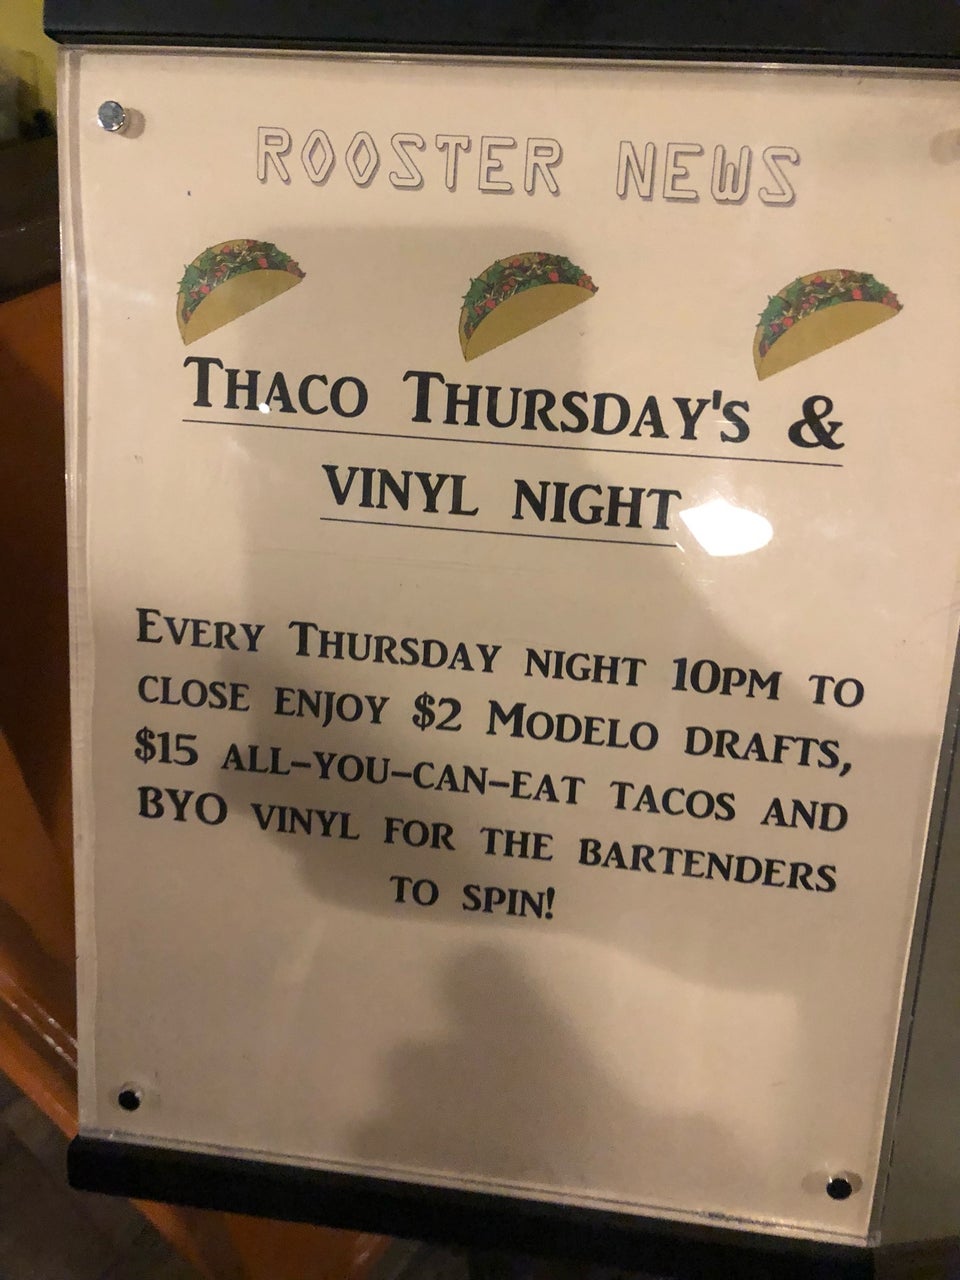 ROOSTER NEWS
THACO THURSDAY'S &
VINYL NIGHT
EVERY THURSDAY NIGHT 10PM TO
CLOSE ENJOY $2 MODELO DRAFTS,
$15 ALL-YOU-CAN-EAT TACOS AND
BYO VINYL FOR THE BARTENDERS
TO SPIN!